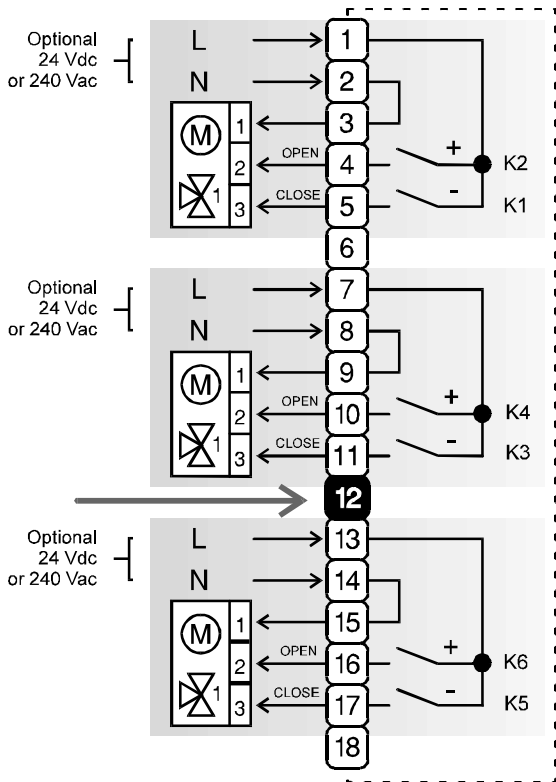 Optional
24 Vdc
or 240 Vac
L
1
N
2
M
1
3
2
OPEN
4
+
K2
1
3
CLOSE
5
-
K1
6
Optional
24 Vdc
or 240 Vac
L
7
N
8
M
1
9
2
OPEN
10
+
K4
1
3
CLOSE
11
-
K3
12
Optional
24 Vdc
or 240 Vac
L
13
N
14
M
1
15
2
OPEN
16
+
K6
1
3
CLOSE
17
-
K5
18